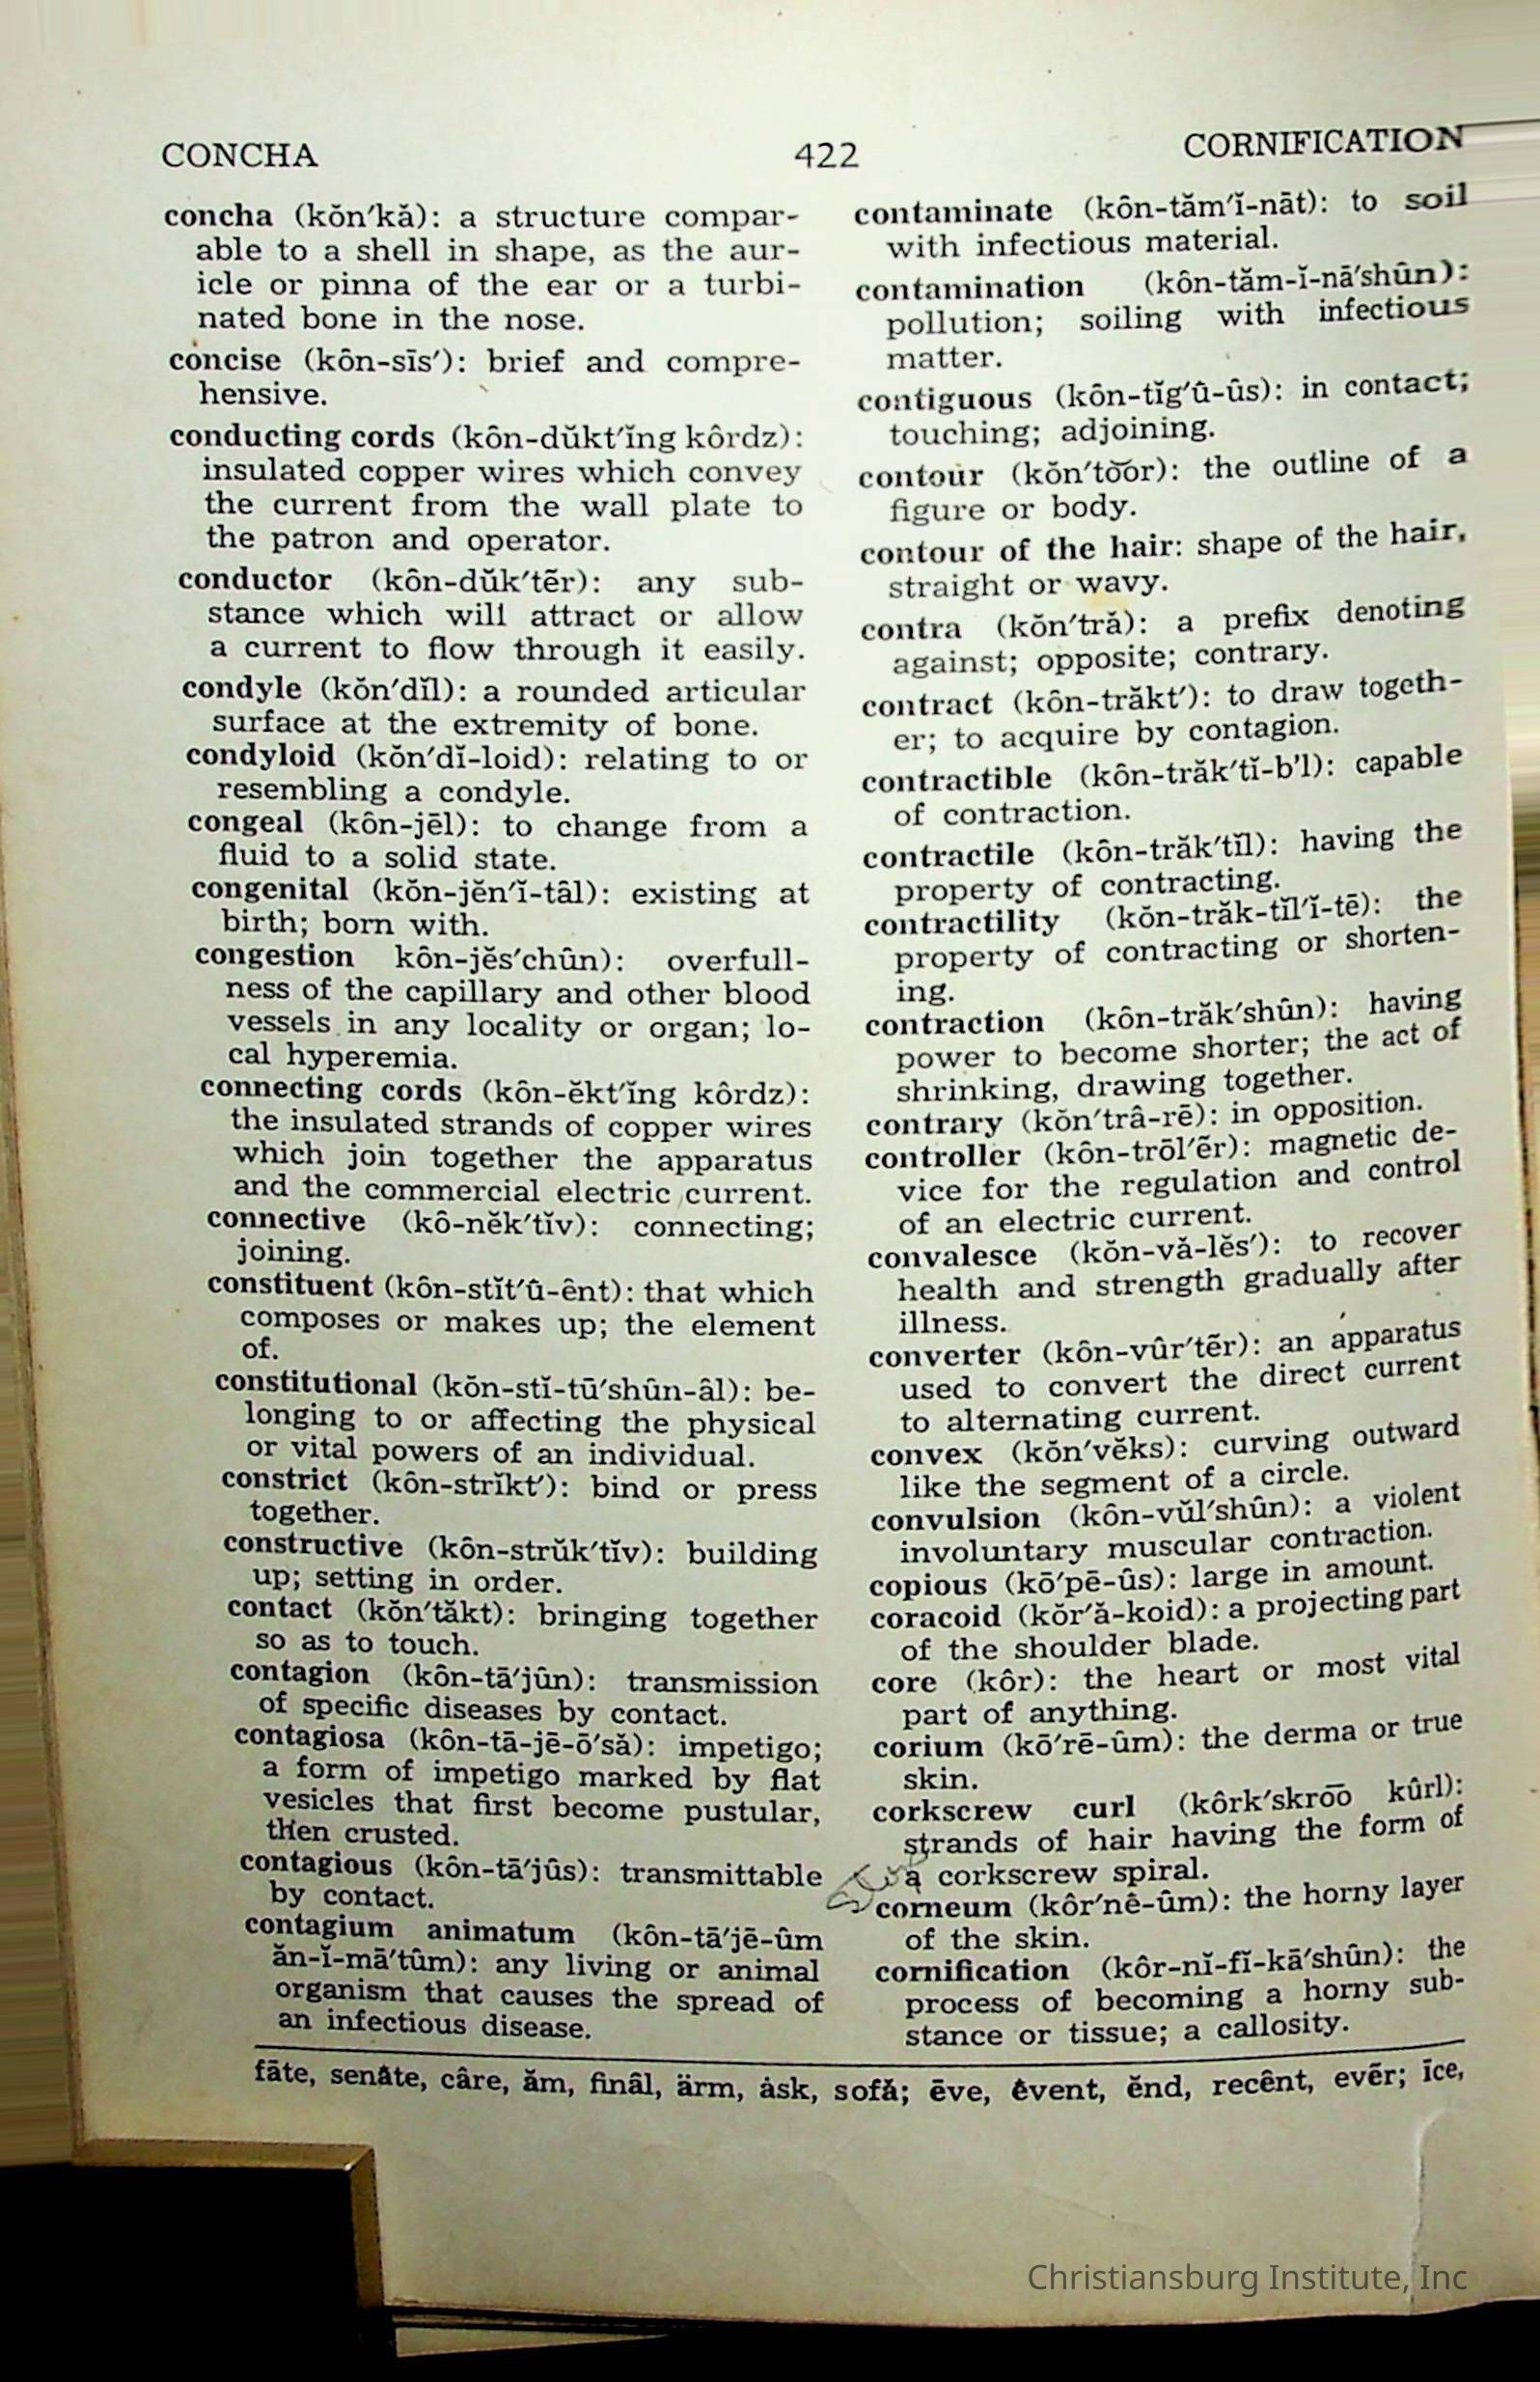 CONCHA 422 CORNIFICATION
concha (kŏn′kă): a structure compar-
able to a shell in shape, as the aur-
icle or pinna of the ear or a turbi-
nated bone in the nose.
concise (kôn-sīs′): brief and compre-
hensive.
conducting cords (kôn-dŭkt′ĭng kôrdz):
insulated copper wires which convey
the current from the wall plate to
the patron and operator.
conductor (kôn-dŭk′tẽr): any sub-
stance which will attract or allow
a current to flow through it easily.
condyle (kŏn′dĭl): a rounded articular
surface at the extremity of bone.
condyloid (kŏn′dĭ-loid): relating to or
resembling a condyle.
congeal (kôn-jēl): to change from a
fluid to a solid state.
congenital (kŏn-jĕn′ĭ-tâl): existing at
birth; born with.
congestion kôn-jĕs′chûn): overfull-
ness of the capillary and other blood
vessels in any locality or organ; lo-
cal hyperemia.
connecting cords (kôn-ĕkt′ĭng kôrdz):
the insulated strands of copper wires
which join together the apparatus
and the commercial electric current.
connective (kô-nĕk′tĭv): connecting;
joining.
constituent (kôn-stĭt′û-ênt): that which
composes or makes up; the element
of.
constitutional (kŏn-stĭ-tū′shûn-âl): be-
longing to or affecting the physical
or vital powers of an individual.
constrict (kôn-strĭkt′): bind or press
together.
constructive (kôn-strŭk′tĭv): building
up; setting in order.
contact (kŏn′tăkt): bringing together
so as to touch.
contagion (kôn-tā′jûn): transmission
of specific diseases by contact.
contagiosa (kôn-tā-jē-ō′să): impetigo;
a form of impetigo marked by flat
vesicles that first become pustular,
then crusted.
contagious (kôn-tā′jûs): transmittable
by contact.
contagium animatum (kôn-tā′jē-ûm
ăn-ĭ-mā′tûm): any living or animal
organism that causes the spread of
an infectious disease.
contaminate (kôn-tăm′ĭ-nāt): to soil
with infectious material.
contamination (kôn-tăm-ĭ-nā′shûn):
pollution; soiling with infectious
matter.
contiguous (kôn-tĭg′û-ûs): in contact;
touching; adjoining.
contour (kŏn′to͝or): the outline of a
figure or body.
contour of the hair: shape of the hair,
straight or wavy.
contra (kŏn′tră): a prefix denoting
against; opposite; contrary.
contract (kôn-trăkt′): to draw togeth-
er; to acquire by contagion.
contractible (kôn-trăk′tĭ-b'l): capable
of contraction.
contractile (kôn-trăk′tĭl): having the
property of contracting.
contractility (kŏn-trăk-tĭl′ĭ-tē): the
property of contracting or shorten-
ing.
contraction (kôn-trăk′shûn): having
power to become shorter; the act of
shrinking, drawing together.
contrary (kŏn′trâ-rē): in opposition.
controller (kôn-trōl′ẽr): magnetic de-
vice for the regulation and control
of an electric current.
convalesce (kŏn-vă-lĕs′): to recover
health and strength gradually after
illness.
converter (kôn-vûr′tẽr): an apparatus
used to convert the direct current
to alternating current.
convex (kŏn′vĕks): curving outward
like the segment of a circle.
convulsion (kôn-vŭl′shûn): a violent
involuntary muscular contraction.
copious (kō′pē-ûs): large in amount.
coracoid (kŏr′ă-koid): a projecting part
of the shoulder blade.
core (kôr): the heart or most vital
part of anything.
corium (kō′rē-ûm): the derma or true
skin.
corkscrew curl (kôrk′skro͞o kûrl):
strands of hair having the form of
a corkscrew spiral.
corneum (kôr′nê-ûm): the horny layer
of the skin.
cornification (kôr-nĭ-fĭ-kā′shûn): the
process of becoming a horny sub-
stance or tissue; a callosity.
fāte, senâte, câre, ăm, finâl, ärm, ȧsk, sofă; ēve, êvent, ĕnd, recênt, evẽr; īce,
Christiansburg Institute, Inc